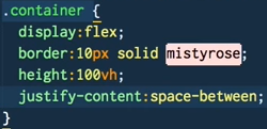 .container {
display:flex;
border:10px solid mistyrose;
height:100vh;
justify-content:space-between;
}